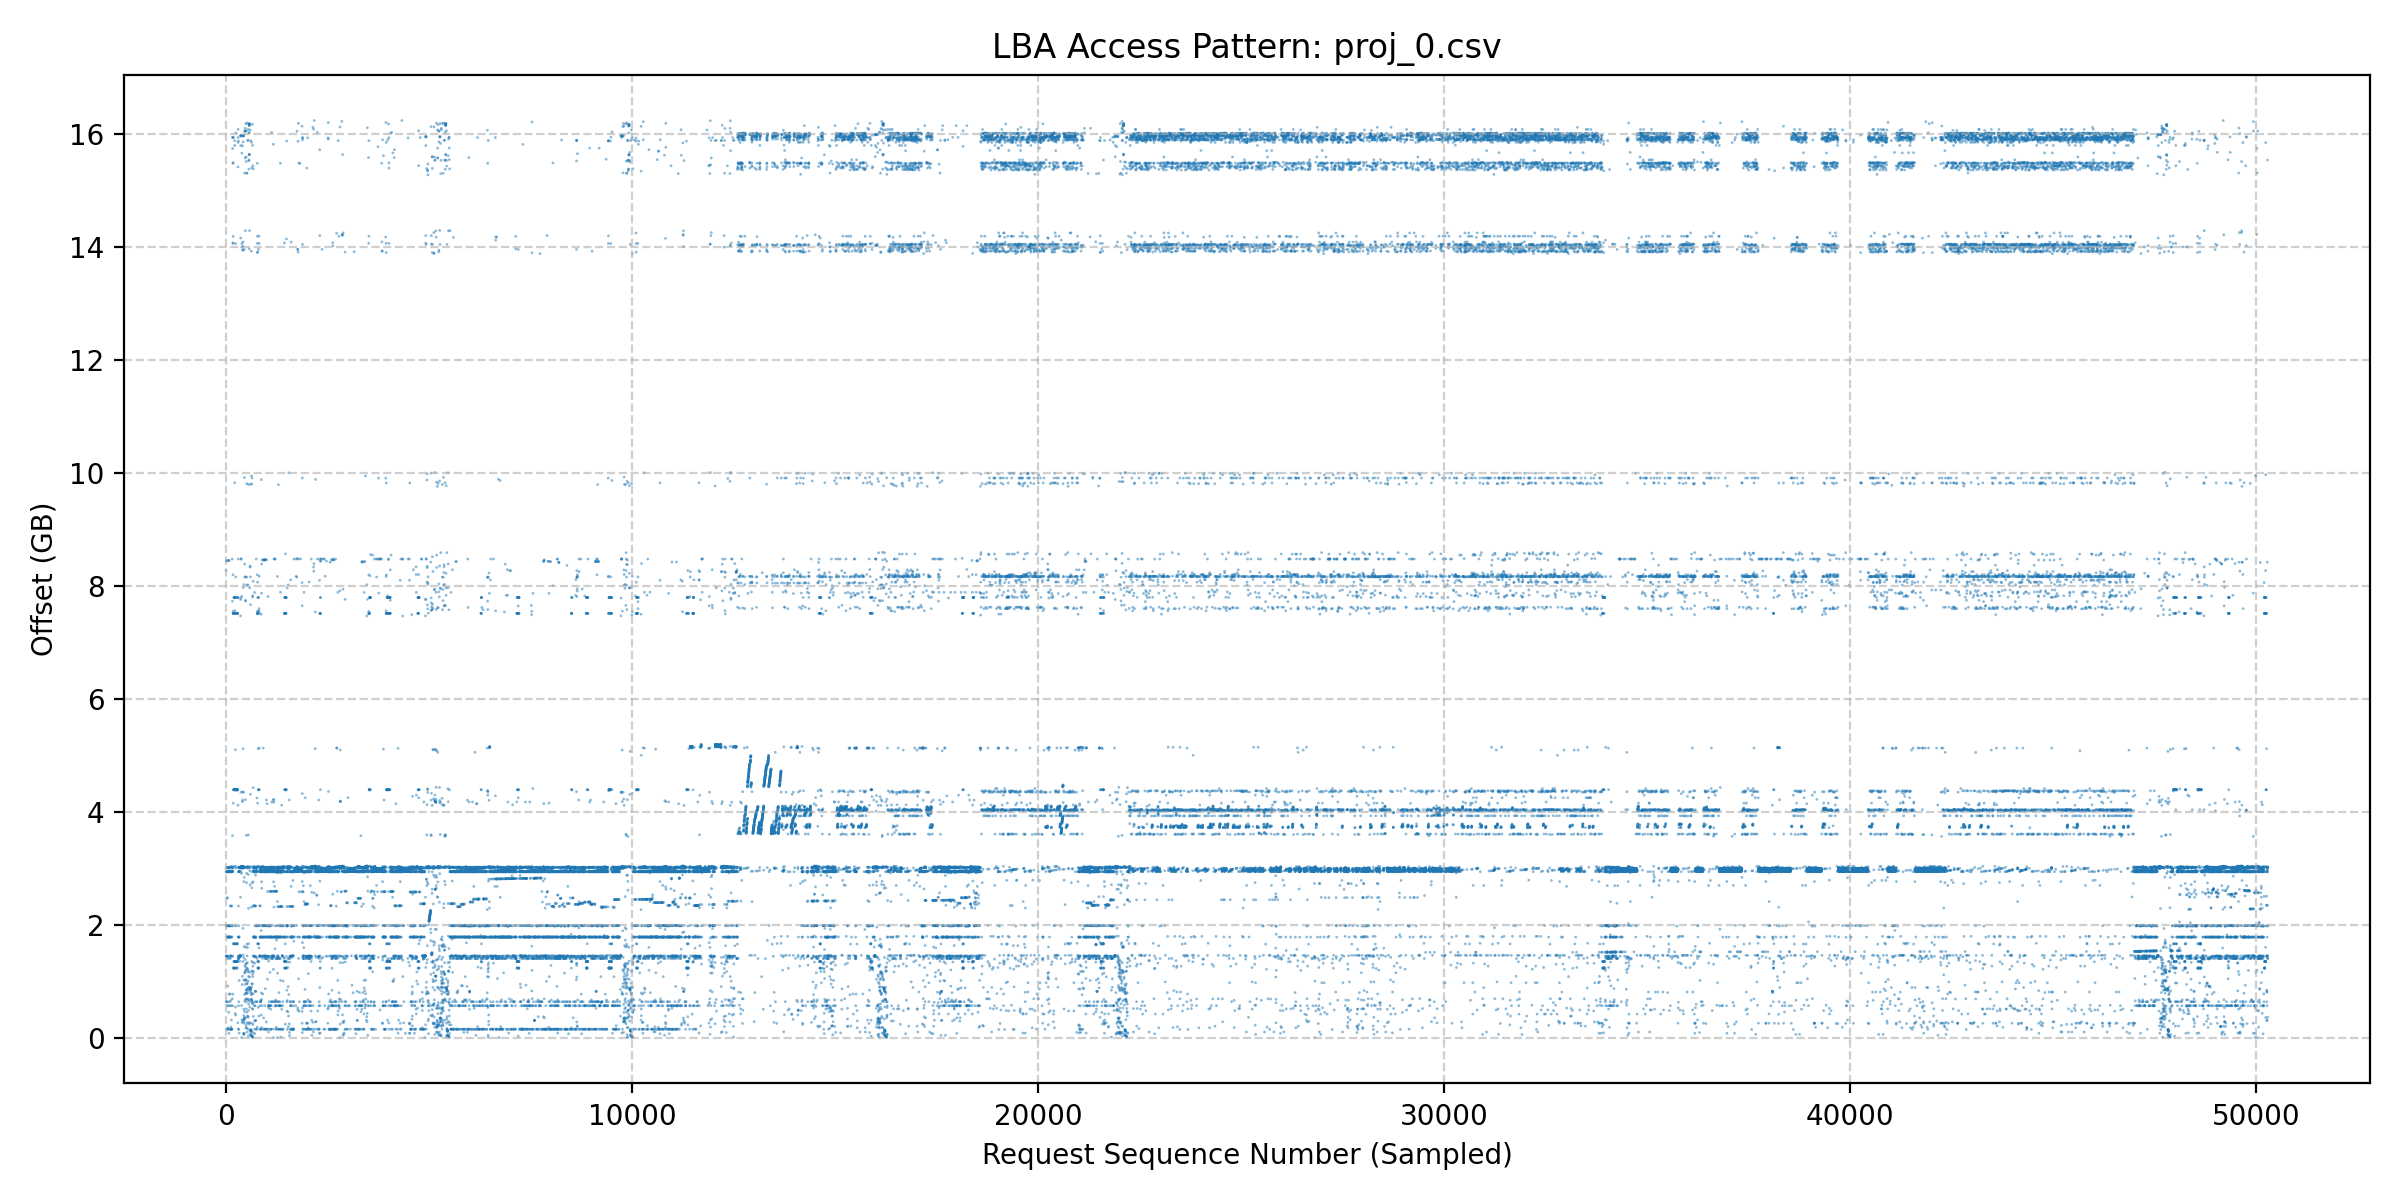 LBA Access Pattern: proj_0.csv
Offset (GB)
16
14
12
10
8
6
4
2
0
0 10000 20000 30000 40000 50000
Request Sequence Number (Sampled)